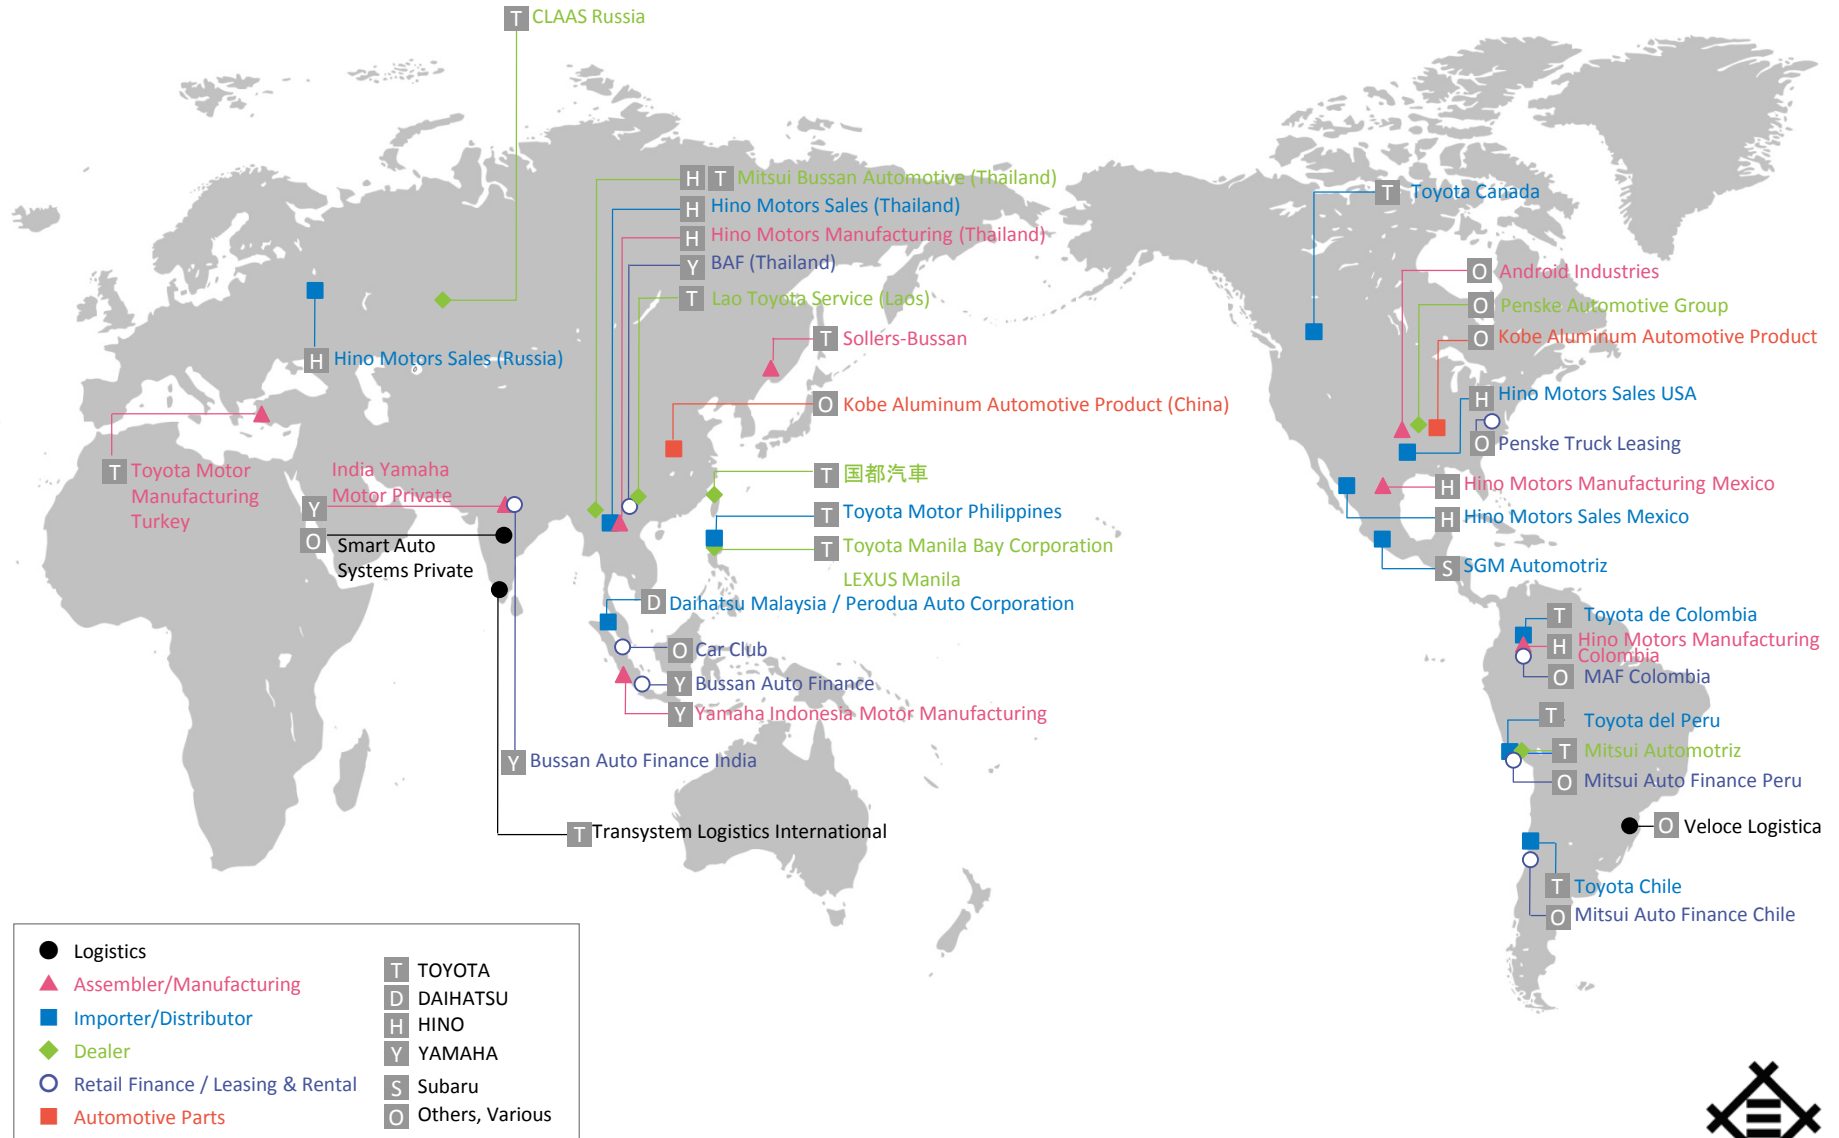 T CLAAS Russia
H T Mitsui Bussan Automotive (Thailand)
H Hino Motors Sales (Thailand)
H Hino Motors Manufacturing (Thailand)
Y BAF (Thailand)
T Lao Toyota Service (Laos)
T Sollers-Bussan
H Hino Motors Sales (Russia)
O Kobe Aluminum Automotive Product (China)
T Toyota Motor
Manufacturing
Turkey
India Yamaha
Motor Private
Y
O Smart Auto
Systems Private
T 国都汽車
T Toyota Motor Philippines
T Toyota Manila Bay Corporation
LEXUS Manila
D Daihatsu Malaysia / Perodua Auto Corporation
O Car Club
Y Bussan Auto Finance
Y Yamaha Indonesia Motor Manufacturing
Y Bussan Auto Finance India
T Transystem Logistics International
T Toyota Canada
O Android Industries
O Penske Automotive Group
O Kobe Aluminum Automotive Product
H Hino Motors Sales USA
O Penske Truck Leasing
H Hino Motors Manufacturing Mexico
H Hino Motors Sales Mexico
S SGM Automotriz
T Toyota de Colombia
H Hino Motors Manufacturing
Colombia
O MAF Colombia
T Toyota del Peru
T Mitsui Automotriz
O Mitsui Auto Finance Peru
O Veloce Logistica
T Toyota Chile
O Mitsui Auto Finance Chile
Logistics
Assembler/Manufacturing
Importer/Distributor
Dealer
Retail Finance / Leasing & Rental
Automotive Parts
T TOYOTA
D DAIHATSU
H HINO
Y YAMAHA
S Subaru
O Others, Various